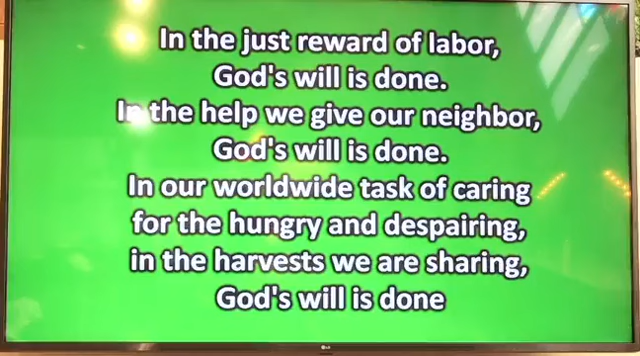 In the just reward of labor,
God's will is done.
In the help we give our neighbor,
God's will is done.
In our worldwide task of caring
for the hungry and despairing,
in the harvests we are sharing,
God's will is done
LG